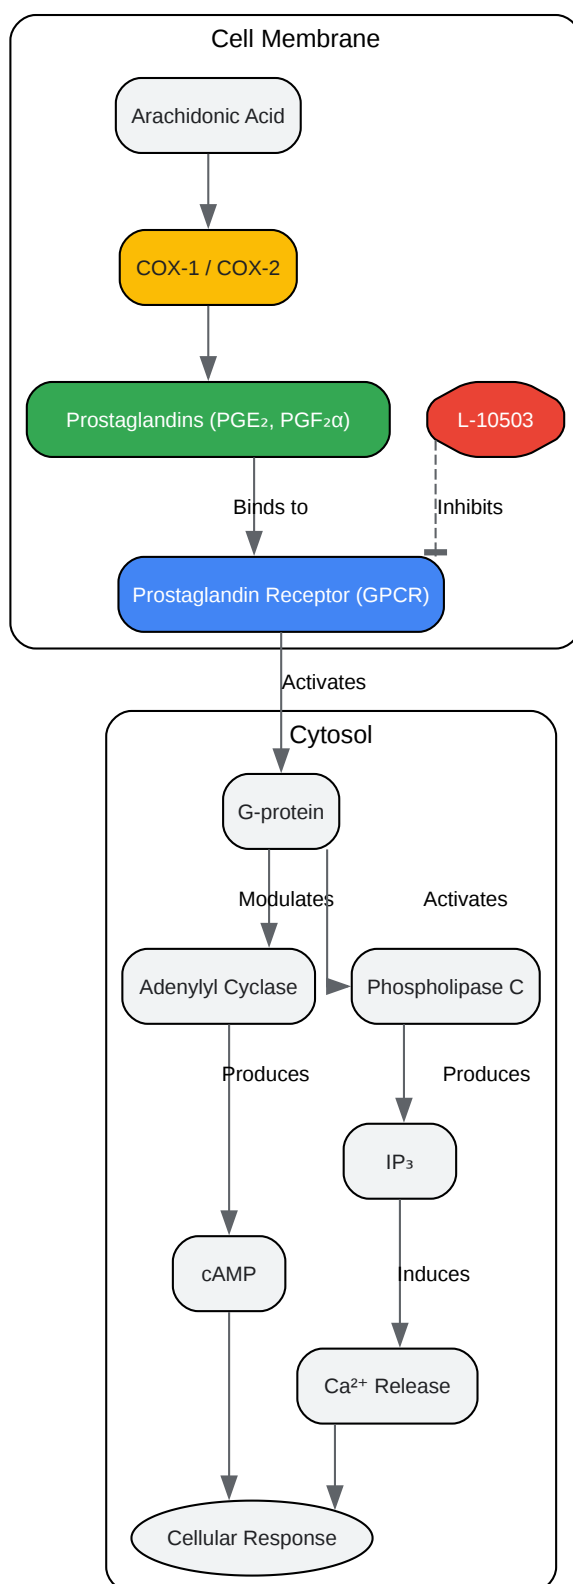 Cell Membrane
Arachidonic Acid
COX-1 / COX-2
Prostaglandins (PGE₂, PGF₂α)
L-10503
Binds to
Inhibits
Prostaglandin Receptor (GPCR)
Activates
Cytosol
G-protein
Modulates
Activates
Adenylyl Cyclase
Phospholipase C
Produces
Produces
IP₃
cAMP
Induces
Ca²⁺ Release
Cellular Response